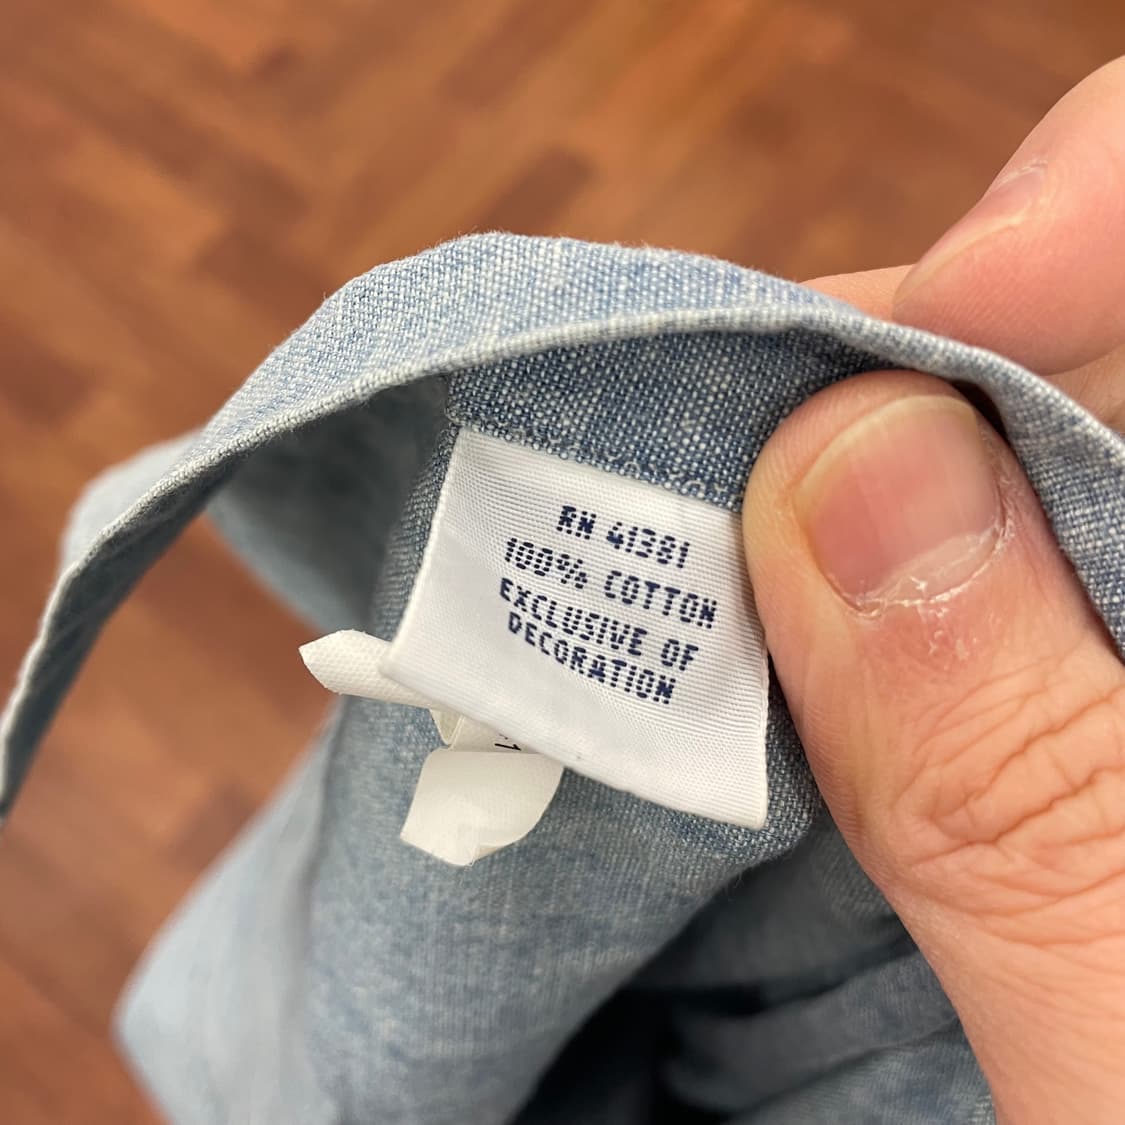 RN 41381
100% COTTON
EXCLUSIVE OF
DECORATION